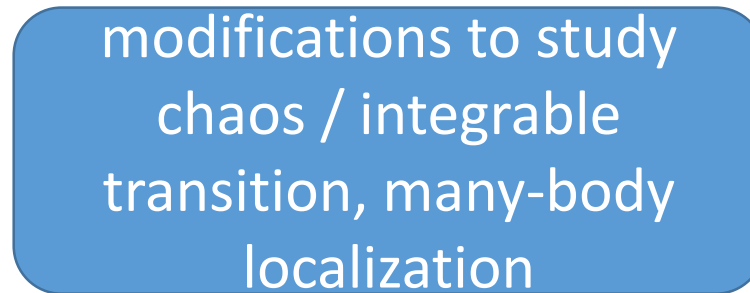 modifications to study
chaos / integrable
transition, many-body
localization